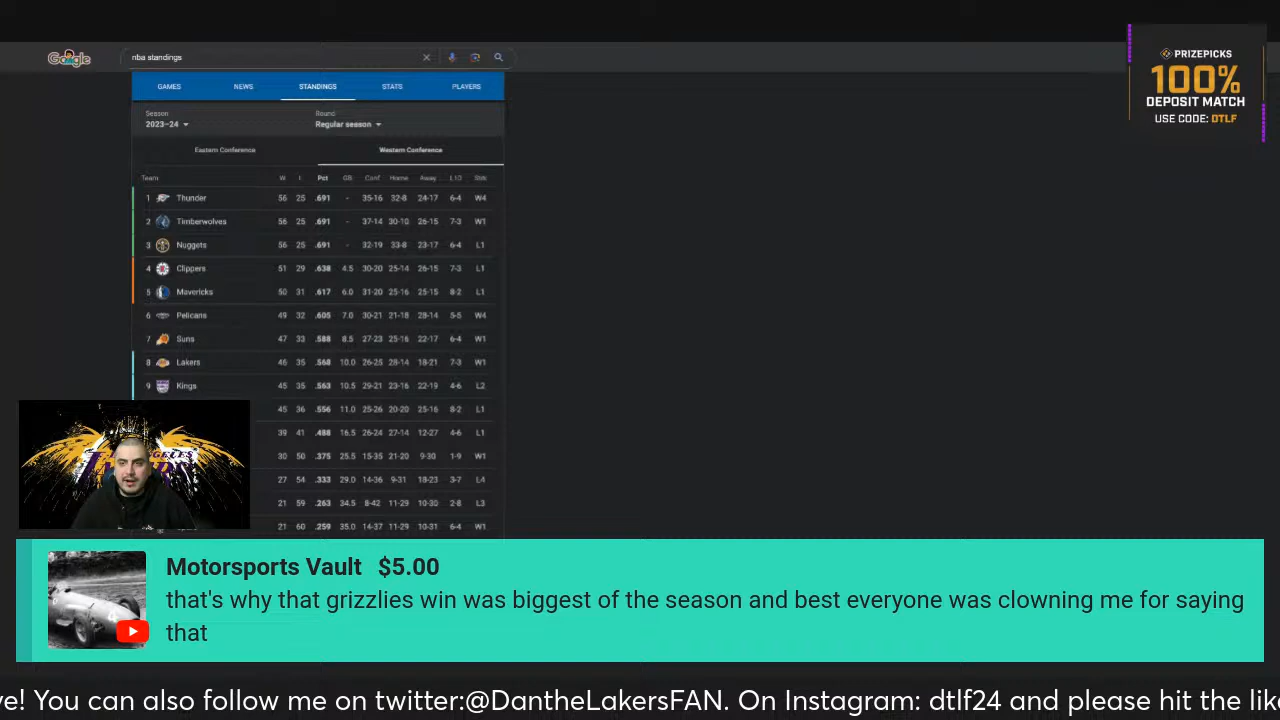 Google
nba standings
PRIZEPICKS
100%
DEPOSIT MATCH
USE CODE: DTLF
GAMES NEWS STANDINGS STATS PLAYERS
Season Round
2023–24 Regular season
Eastern Conference Western Conference
Team W L Pct GB Conf Home Away L10 Strk
1 Thunder 56 25 .691 - 35-16 32-8 24-17 6-4 W4
2 Timberwolves 56 25 .691 - 37-14 30-10 26-15 7-3 W1
3 Nuggets 56 25 .691 - 32-19 33-8 23-17 6-4 L1
4 Clippers 51 29 .638 4.5 30-20 25-14 26-15 7-3 L1
5 Mavericks 50 31 .617 6.0 31-20 25-16 25-15 8-2 L1
6 Pelicans 49 32 .605 7.0 30-21 21-18 28-14 5-5 W4
7 Suns 47 33 .588 8.5 27-23 25-16 22-17 6-4 W1
8 Lakers 46 35 .568 10.0 26-25 28-14 18-21 7-3 W1
9 Kings 45 35 .563 10.5 29-21 23-16 22-19 4-6 L2
45 36 .556 11.0 25-26 20-20 25-16 8-2 L1
39 41 .488 16.5 26-24 27-14 12-27 4-6 L1
30 50 .375 25.5 15-35 21-20 9-30 1-9 W1
27 54 .333 29.0 14-36 9-31 18-23 3-7 L4
21 59 .263 34.5 8-42 11-29 10-30 2-8 L3
21 60 .259 35.0 14-37 11-29 10-31 6-4 W1
Motorsports Vault $5.00
that's why that grizzlies win was biggest of the season and best everyone was clowning me for saying
that
ve! You can also follow me on twitter:@DantheLakersFAN. On Instagram: dtlf24 and please hit the lik